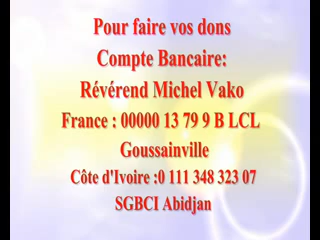 Pour faire vos dons
Compte Bancaire:
Révérend Michel Vako
France : 00000 13 79 9 B LCL
Goussainville
Côte d'Ivoire :0 111 348 323 07
SGBCI Abidjan